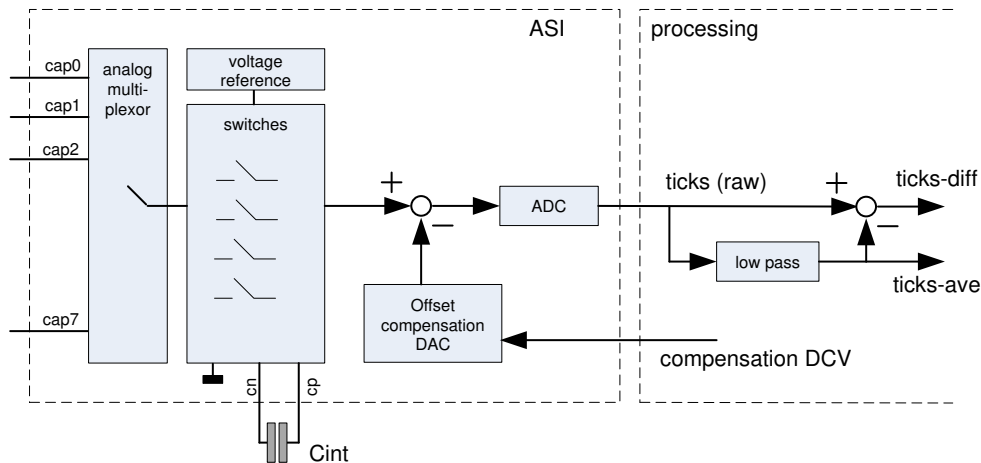 ASI
processing
cap0
cap1
cap2
cap7
analog
multi-
plexor
voltage
reference
switches
+
−
ADC
Offset
compensation
DAC
cn
cp
Cint
ticks (raw)
+
−
ticks-diff
low pass
ticks-ave
compensation DCV